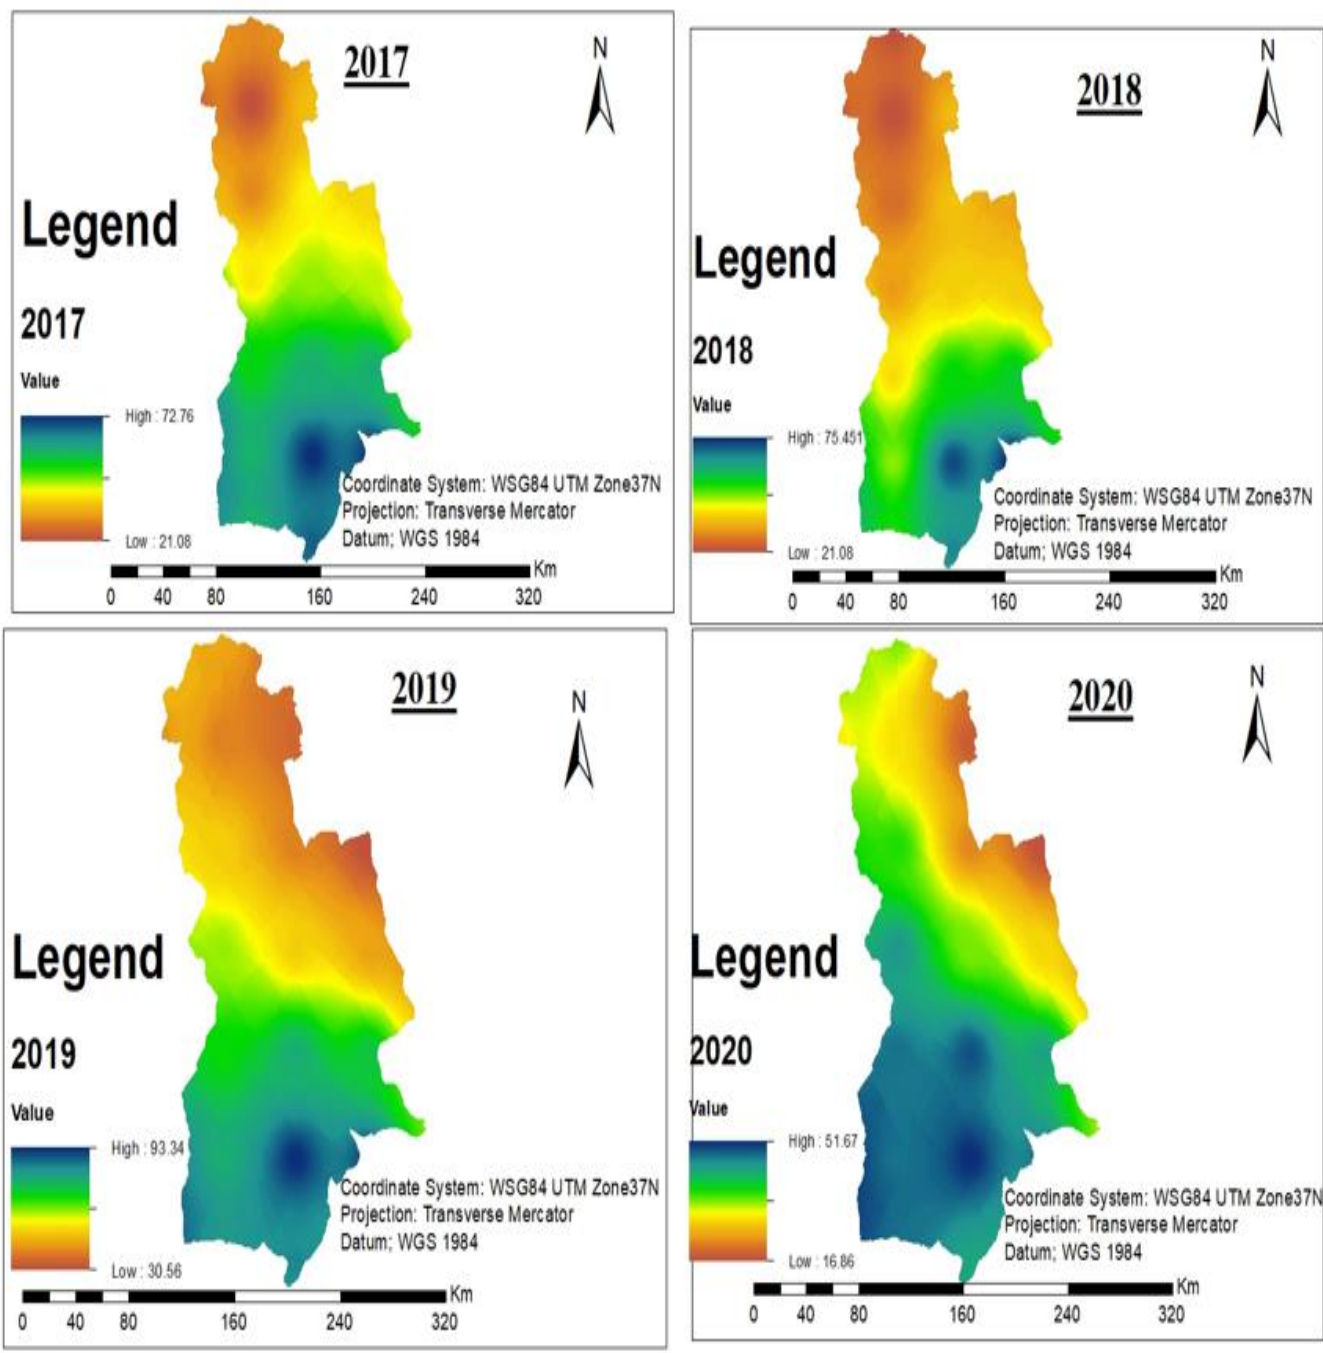 2017
N
Legend
2017
Value
High : 72.76
Low : 21.08
Coordinate System: WSG84 UTM Zone37N
Projection: Transverse Mercator
Datum; WGS 1984
Km
0 40 80 160 240 320
2018
N
Legend
2018
Value
High : 75.451
Low : 21.08
Coordinate System: WSG84 UTM Zone37N
Projection: Transverse Mercator
Datum; WGS 1984
Km
0 40 80 160 240 320
2019
N
Legend
2019
Value
High : 93.34
Low : 30.56
Coordinate System: WSG84 UTM Zone37N
Projection: Transverse Mercator
Datum; WGS 1984
Km
0 40 80 160 240 320
2020
N
Legend
2020
Value
High : 51.67
Low : 16.86
Coordinate System: WSG84 UTM Zone37N
Projection: Transverse Mercator
Datum; WGS 1984
Km
0 40 80 160 240 320